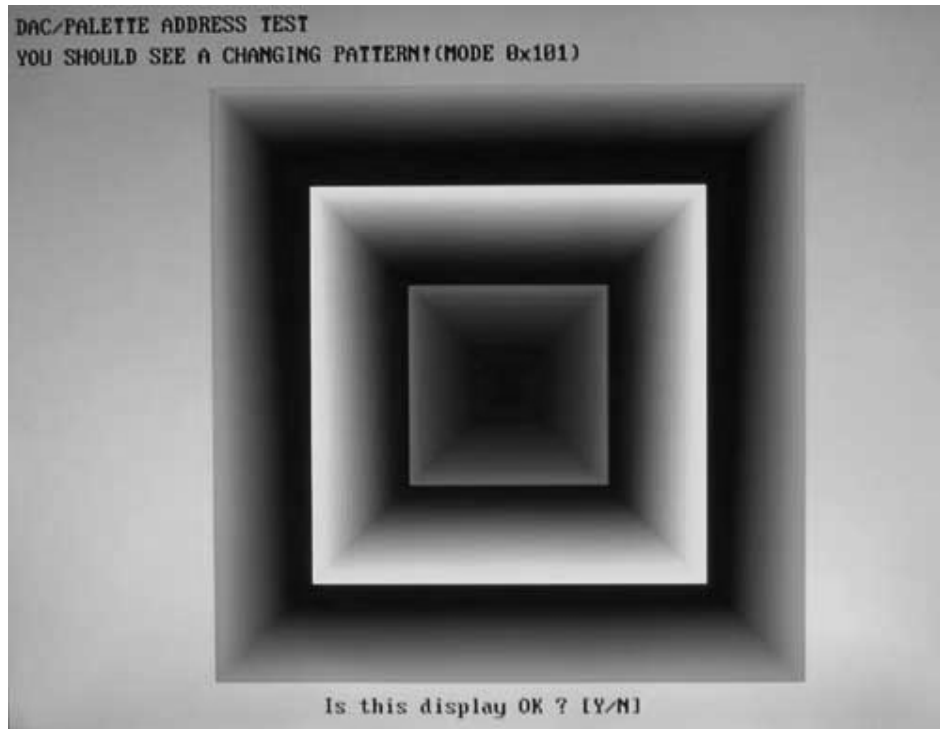 DAC/PALETTE ADDRESS TEST
YOU SHOULD SEE A CHANGING PATTERN!(MODE 0x101)
Is this display OK ? [Y/N]